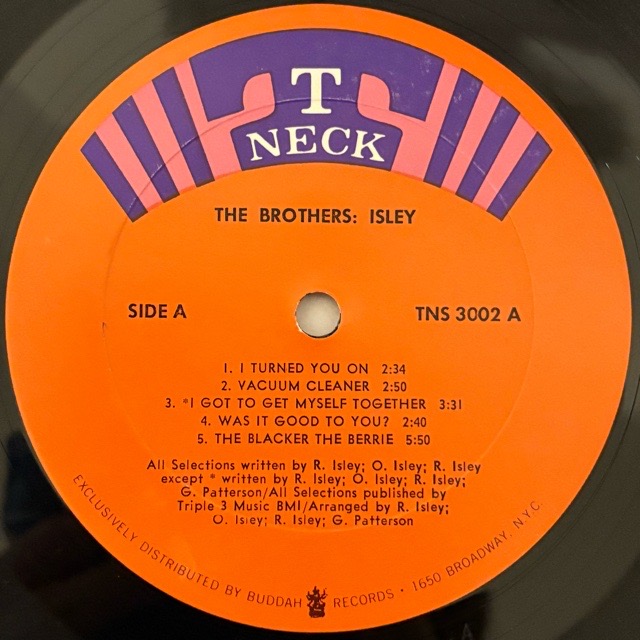 T
NECK
THE BROTHERS: ISLEY
SIDE A
TNS 3002 A
1. I TURNED YOU ON 2:34
2. VACUUM CLEANER 2:50
3. *I GOT TO GET MYSELF TOGETHER 3:31
4. WAS IT GOOD TO YOU? 2:40
5. THE BLACKER THE BERRIE 5:50
All Selections written by R. Isley; O. Isley; R. Isley
except * written by R. Isley; O. Isley; R. Isley;
G. Patterson/All Selections published by
Triple 3 Music BMI/Arranged by R. Isley;
O. Isley; R. Isley; G. Patterson
EXCLUSIVELY DISTRIBUTED BY BUDDAH RECORDS • 1650 BROADWAY, N.Y.C.
A